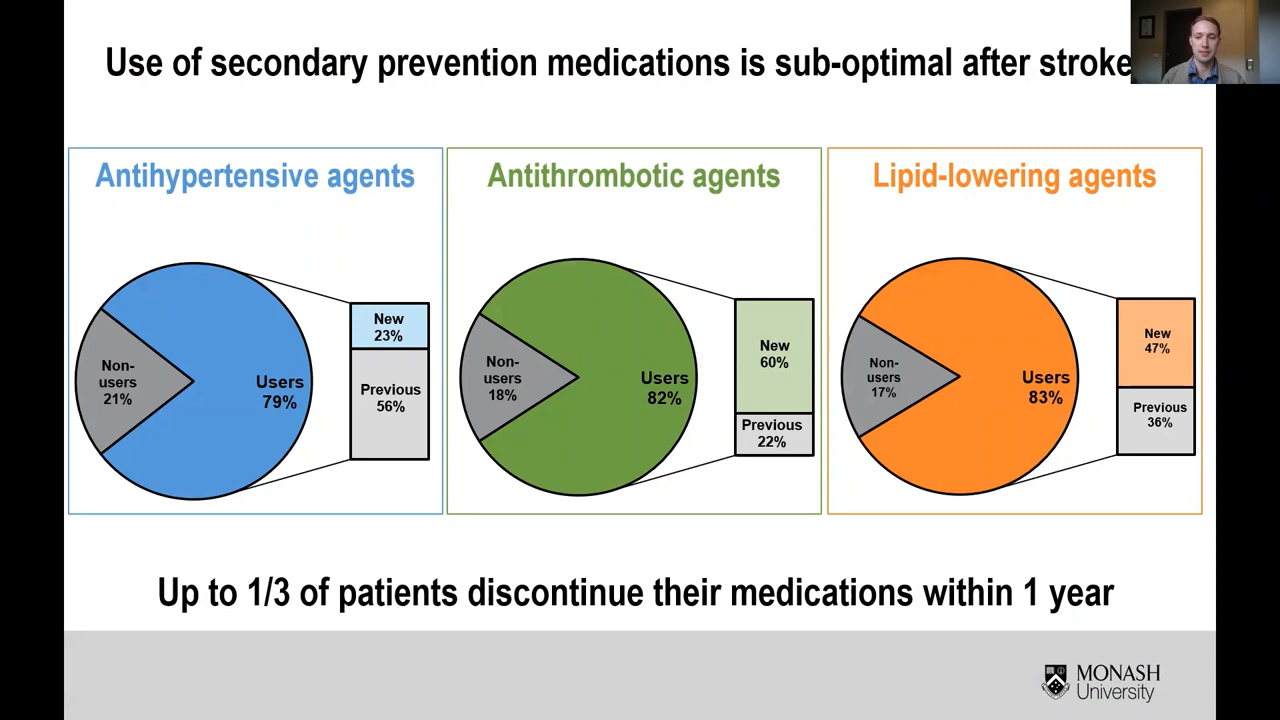 Use of secondary prevention medications is sub-optimal after stroke
Antihypertensive agents
Non-
users
21%
Users
79%
New
23%
Previous
56%
Antithrombotic agents
Non-
users
18%
Users
82%
New
60%
Previous
22%
Lipid-lowering agents
Non-
users
17%
Users
83%
New
47%
Previous
36%
Up to 1/3 of patients discontinue their medications within 1 year
MONASH
University